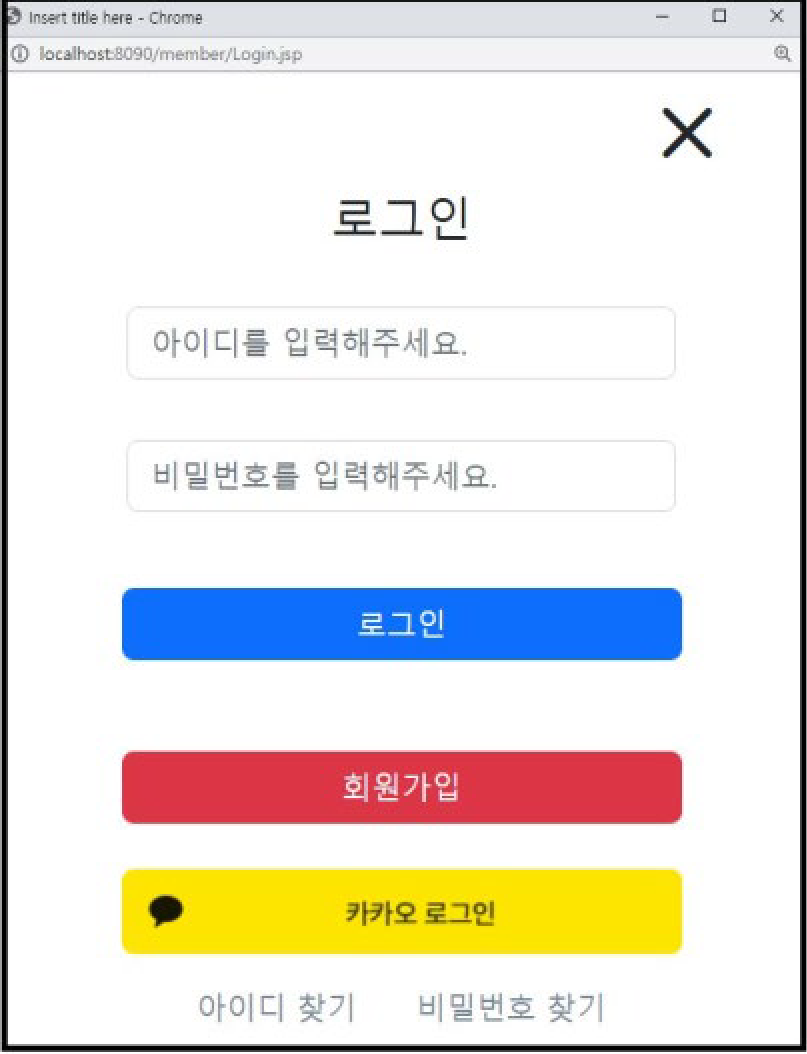 Insert title here - Chrome
localhost:8090/member/Login.jsp
로그인
아이디를 입력해주세요.
비밀번호를 입력해주세요.
로그인
회원가입
카카오 로그인
아이디 찾기 비밀번호 찾기